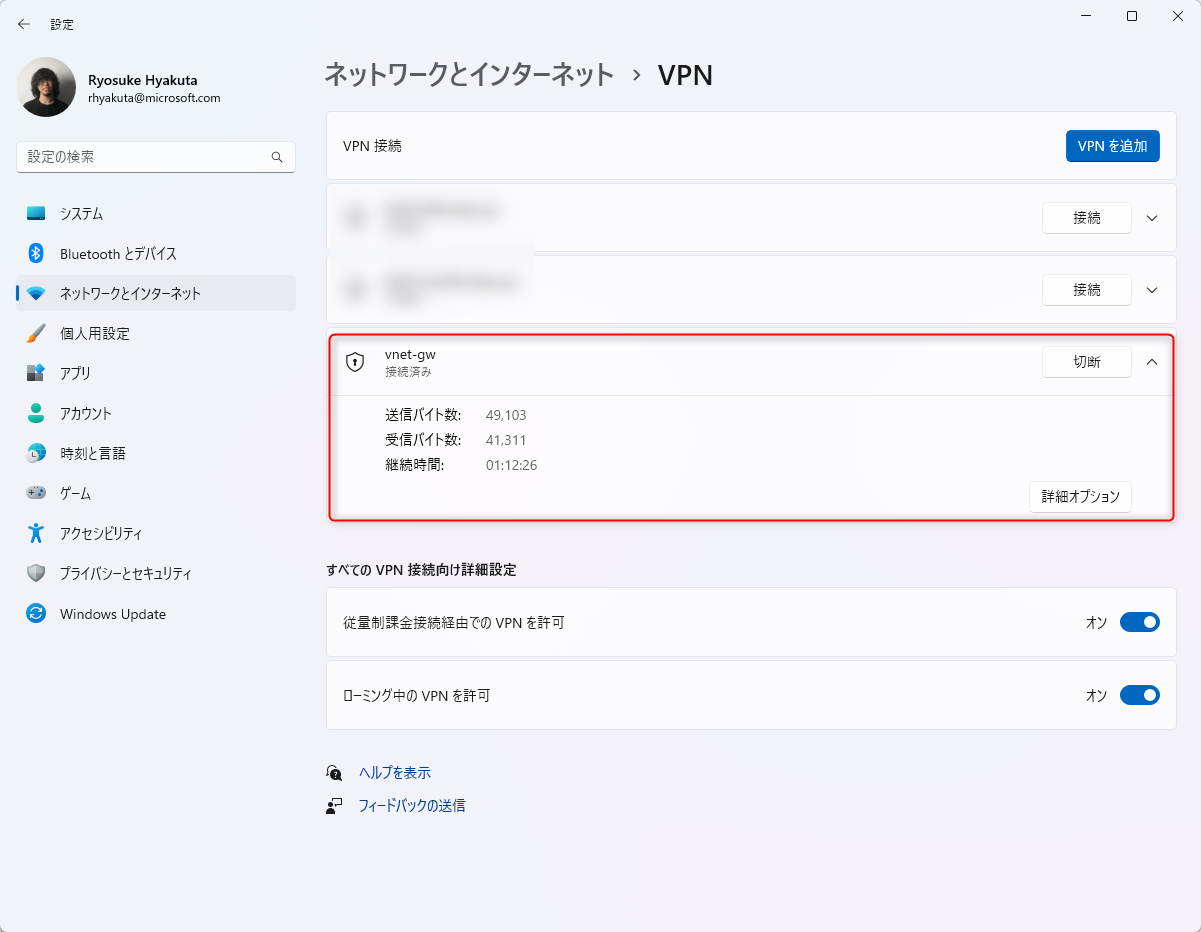 設定
Ryosuke Hyakuta
rhyakuta@microsoft.com
設定の検索
システム
Bluetooth とデバイス
ネットワークとインターネット
個人用設定
アプリ
アカウント
時刻と言語
ゲーム
アクセシビリティ
プライバシーとセキュリティ
Windows Update
ネットワークとインターネット › VPN
VPN 接続
VPN を追加
接続
接続
vnet-gw
接続済み
切断
送信バイト数: 49,103
受信バイト数: 41,311
継続時間: 01:12:26
詳細オプション
すべての VPN 接続向け詳細設定
従量制課金接続経由での VPN を許可
オン
ローミング中の VPN を許可
オン
ヘルプを表示
フィードバックの送信